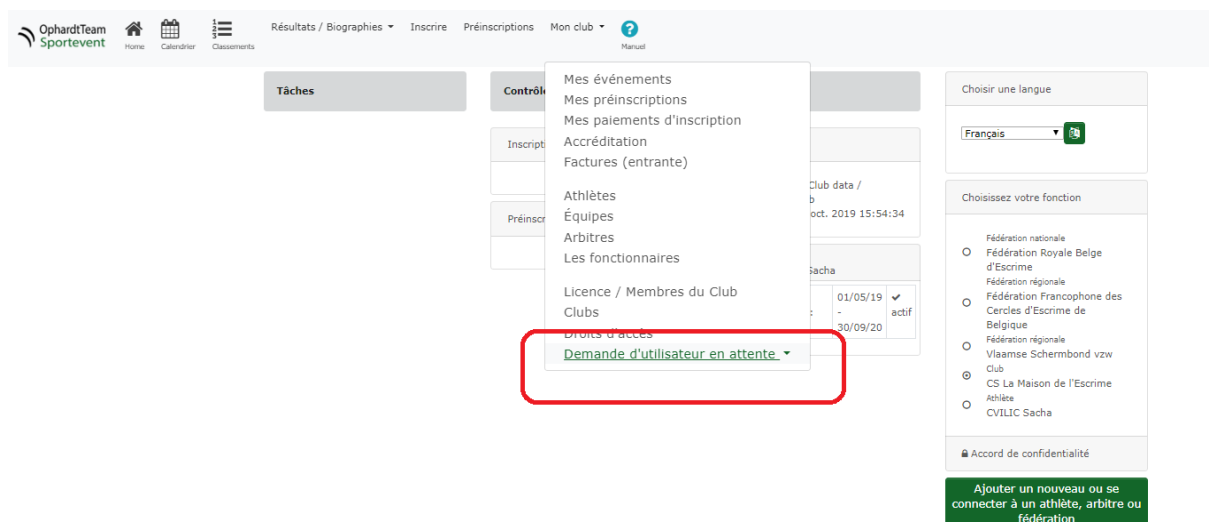 OphardtTeam
Sportevent
Home
Calendrier
1
2
3
Classements
Résultats / Biographies
Inscrire
Préinscriptions
Mon club
?
Manuel
Tâches
Contrôle
Mes événements
Mes préinscriptions
Mes paiements d'inscription
Accréditation
Factures (entrante)
Athlètes
Équipes
Arbitres
Les fonctionnaires
Licence / Membres du Club
Clubs
Droits d'accès
Demande d'utilisateur en attente
Inscripti
Préinscr
Club data /
b
oct. 2019 15:54:34
Sacha
01/05/19
-
30/09/20
actif
Choisir une langue
Français
Choisissez votre fonction
Fédération nationale
Fédération Royale Belge
d'Escrime
Fédération régionale
Fédération Francophone des
Cercles d'Escrime de
Belgique
Fédération régionale
Vlaamse Schermbond vzw
Club
CS La Maison de l'Escrime
Athlète
CVILIC Sacha
Accord de confidentialité
Ajouter un nouveau ou se
connecter à un athlète, arbitre ou
fédération